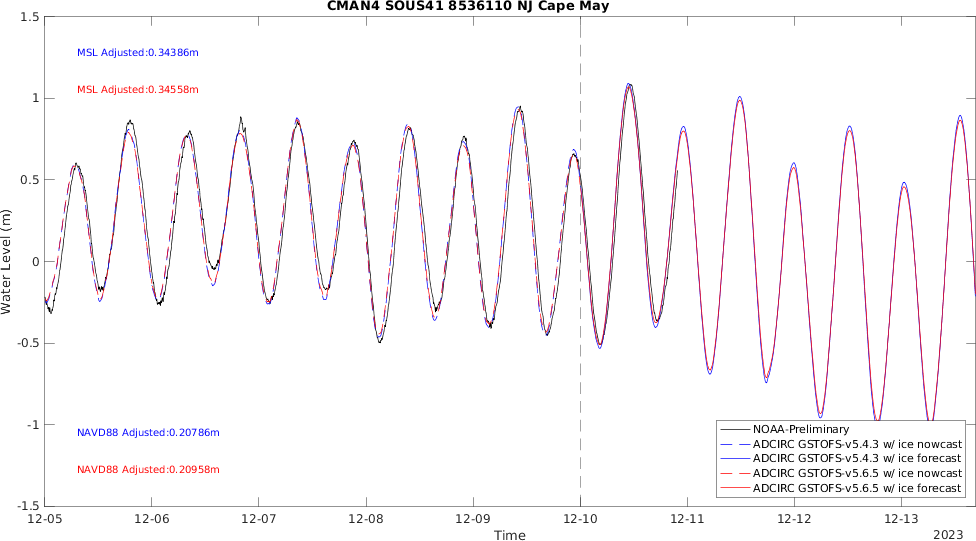 CMAN4 SOUS41 8536110 NJ Cape May
1.5
MSL Adjusted:0.34386m
MSL Adjusted:0.34558m
1
0.5
Water Level (m)
0
-0.5
-1
NAVD88 Adjusted:0.20786m
NAVD88 Adjusted:0.20958m
NOAA-Preliminary
ADCIRC GSTOFS-v5.4.3 w/ ice nowcast
ADCIRC GSTOFS-v5.4.3 w/ ice forecast
ADCIRC GSTOFS-v5.6.5 w/ ice nowcast
ADCIRC GSTOFS-v5.6.5 w/ ice forecast
-1.5
12-05 12-06 12-07 12-08 12-09 12-10 12-11 12-12 12-13
Time
2023